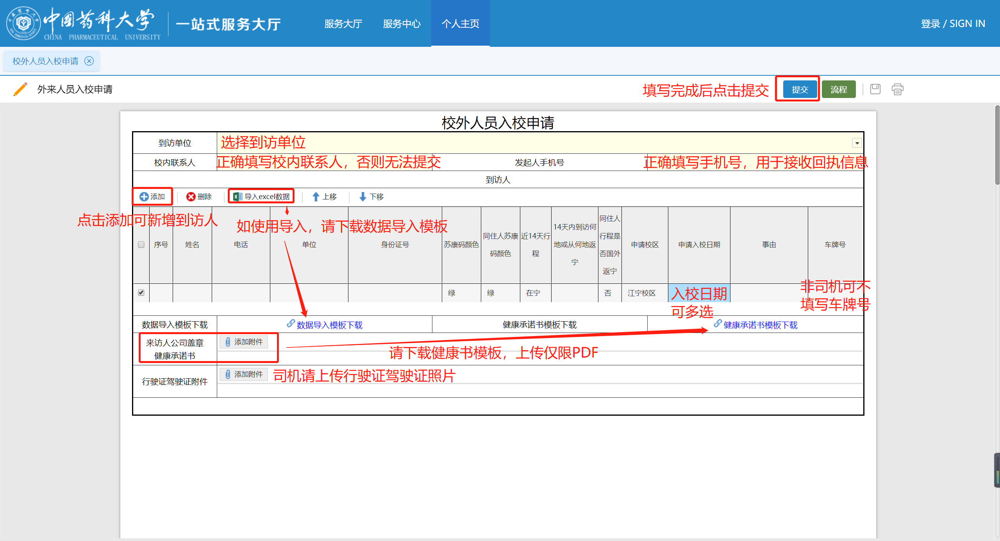 中國药科大学
CHINA PHARMACEUTICAL UNIVERSITY
一站式服务大厅
服务大厅 服务中心 个人主页
登录 / SIGN IN
校外人员入校申请
外来人员入校申请
填写完成后点击提交 提交 流程
校外人员入校申请
到访单位 选择到访单位
校内联系人 正确填写校内联系人，否则无法提交 发起人手机号 正确填写手机号，用于接收回执信息
到访人
添加 删除 导入excel数据 上移 下移
点击添加可新增到访人 如使用导入，请下载数据导入模板
序号 姓名 电话 单位 身份证号 苏康码颜色 同住人苏康码颜色 近14天行程 14天内到访何地或从何地返宁 同住人行程是否国外返宁 申请校区 申请入校日期 事由 车牌号
绿 绿 在宁 否 江宁校区
入校日期
可多选
非司机可不
填写车牌号
数据导入模板下载 数据导入模板下载 健康承诺书模板下载 健康承诺书模板下载
来访人公司盖章
健康承诺书
添加附件
请下载健康书模板，上传仅限PDF
行驶证驾驶证附件 添加附件 司机请上传行驶证驾驶证照片